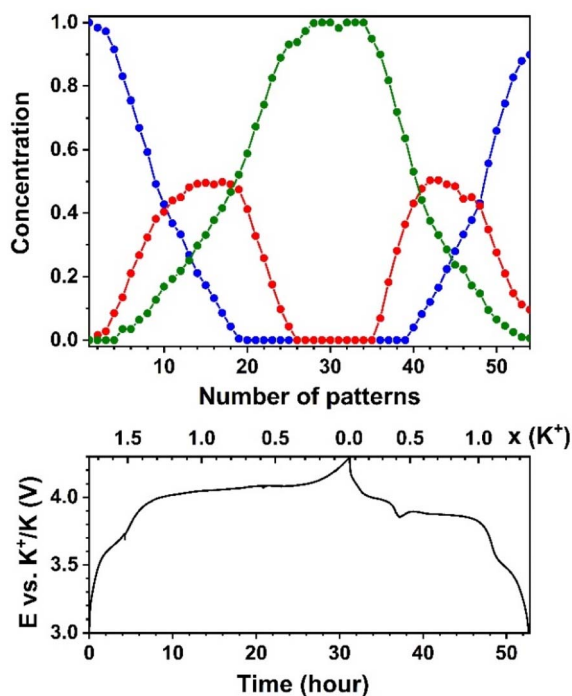 1.0
0.8
0.6
0.4
0.2
0.0
Concentration
10 20 30 40 50
Number of patterns
1.5 1.0 0.5 0.0 0.5 1.0 x (K⁺)
4.0
3.5
3.0
E vs. K⁺/K (V)
0 10 20 30 40 50
Time (hour)